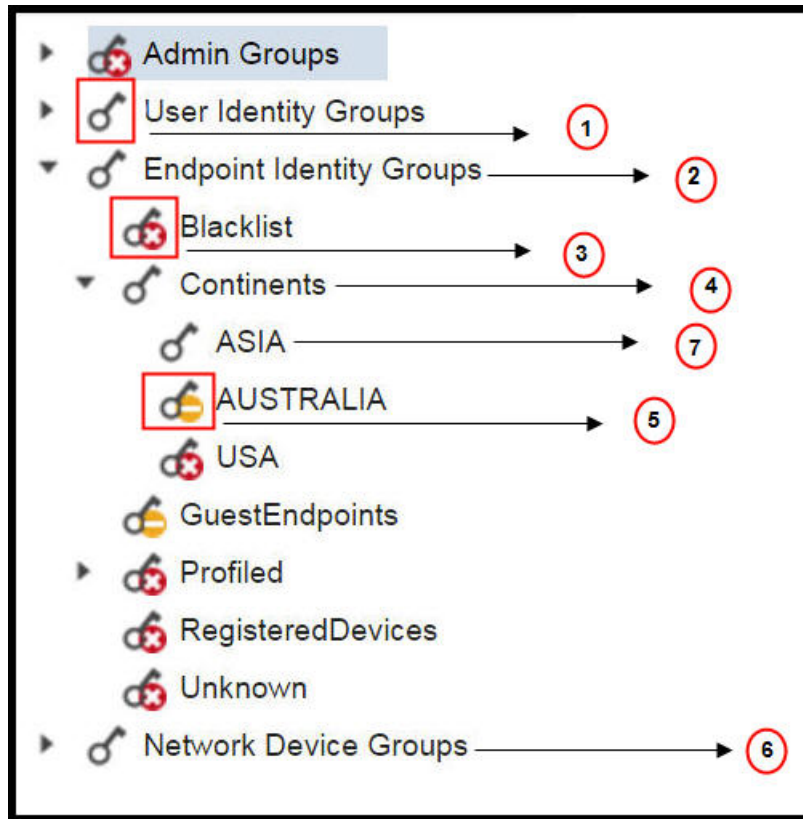 Admin Groups
User Identity Groups 1
Endpoint Identity Groups 2
Blacklist 3
Continents 4
ASIA 7
AUSTRALIA 5
USA
GuestEndpoints
Profiled
RegisteredDevices
Unknown
Network Device Groups 6